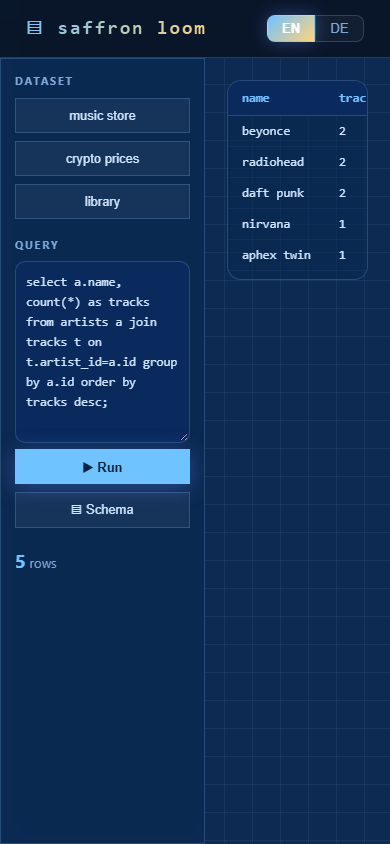 saffron loom
EN DE
DATASET
music store
crypto prices
library
QUERY
select a.name,
count(*) as tracks
from artists a join
tracks t on
t.artist_id=a.id group
by a.id order by
tracks desc;
▶ Run
Schema
5 rows
name trac
beyonce 2
radiohead 2
daft punk 2
nirvana 1
aphex twin 1